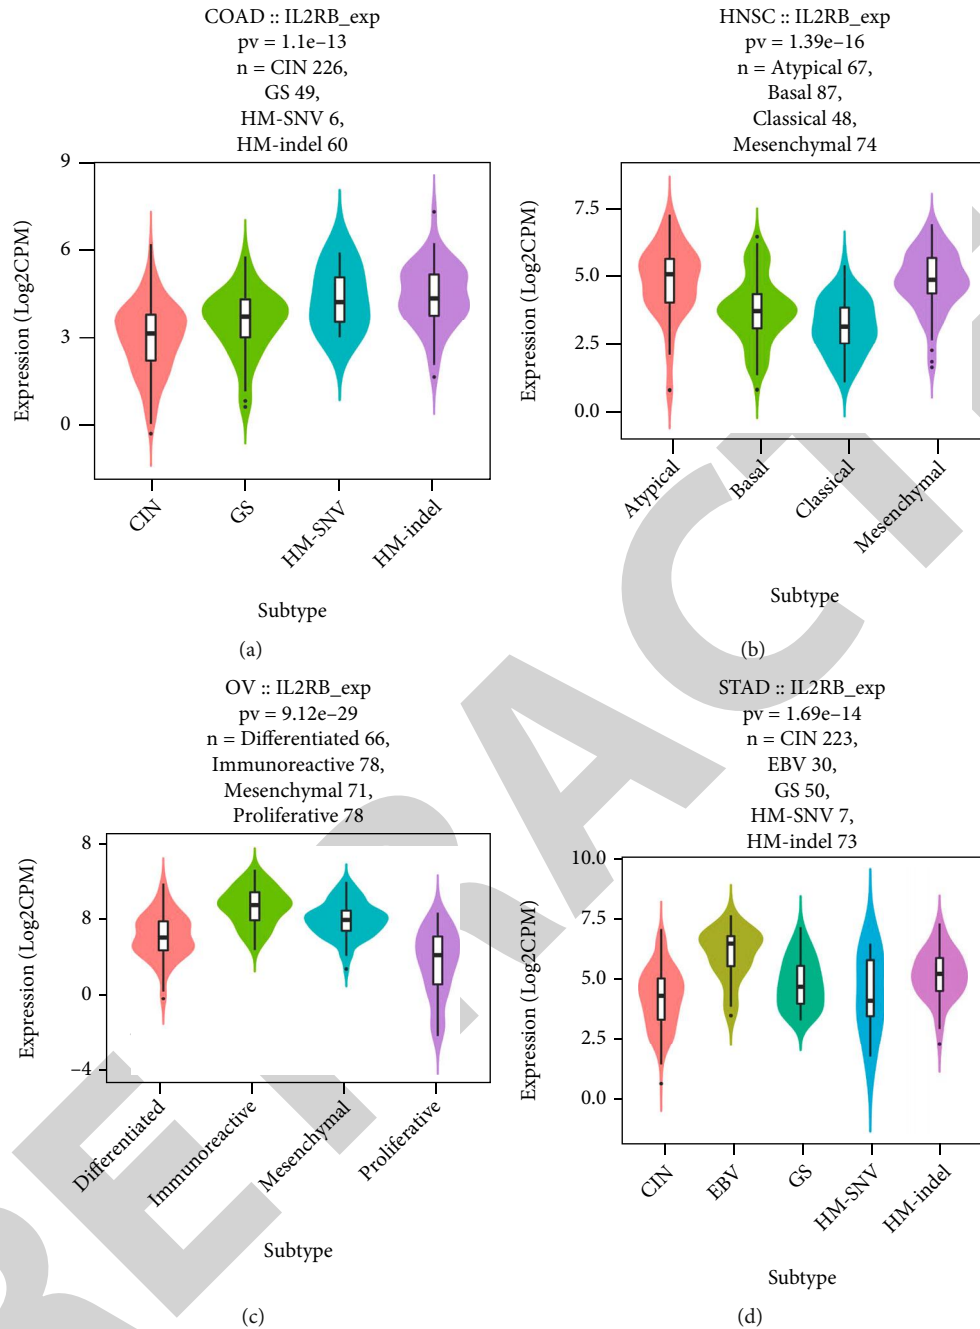 COAD :: IL2RB_exp
pv = 1.1e–13
n = CIN 226,
GS 49,
HM-SNV 6,
HM-indel 60
Expression (Log2CPM)
9
6
3
0
CIN
GS
HM-SNV
HM-indel
Subtype
(a)
HNSC :: IL2RB_exp
pv = 1.39e–16
n = Atypical 67,
Basal 87,
Classical 48,
Mesenchymal 74
Expression (Log2CPM)
7.5
5.0
2.5
0.0
Atypical
Basal
Classical
Mesenchymal
Subtype
(b)
OV :: IL2RB_exp
pv = 9.12e–29
n = Differentiated 66,
Immunoreactive 78,
Mesenchymal 71,
Proliferative 78
Expression (Log2CPM)
8
8
0
–4
Differentiated
Immunoreactive
Mesenchymal
Proliferative
Subtype
(c)
STAD :: IL2RB_exp
pv = 1.69e–14
n = CIN 223,
EBV 30,
GS 50,
HM-SNV 7,
HM-indel 73
Expression (Log2CPM)
10.0
7.5
5.0
2.5
0.0
CIN
EBV
GS
HM-SNV
HM-indel
Subtype
(d)